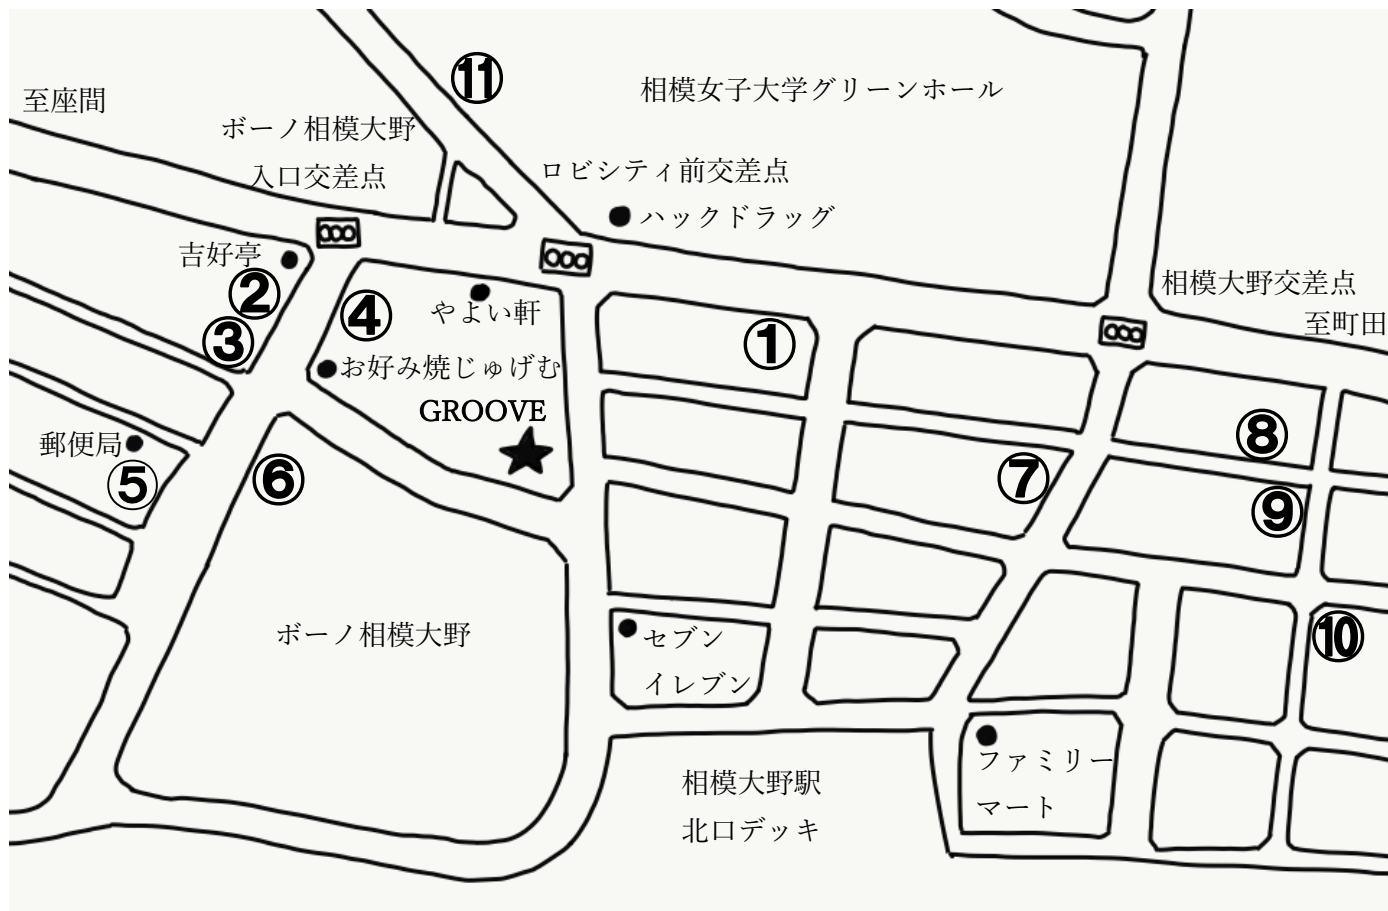 ⑪
相模女子大学グリーンホール
至座間
ボーノ相模大野
入口交差点
ロビシティ前交差点
ハックドラッグ
吉好亭
②
③
④
やよい軒
お好み焼じゅげむ
GROOVE
①
相模大野交差点
至町田
郵便局
⑤
⑥
⑦
⑧
⑨
⑩
ボーノ相模大野
セブン
イレブン
ファミリー
マート
相模大野駅
北口デッキ